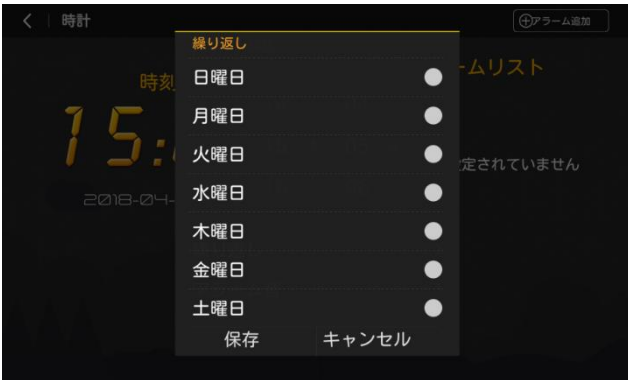 時計
アラーム追加
繰り返し
時刻
ームリスト
日曜日
15:
月曜日
火曜日
定されていません
水曜日
2018-04-
木曜日
金曜日
土曜日
保存
キャンセル